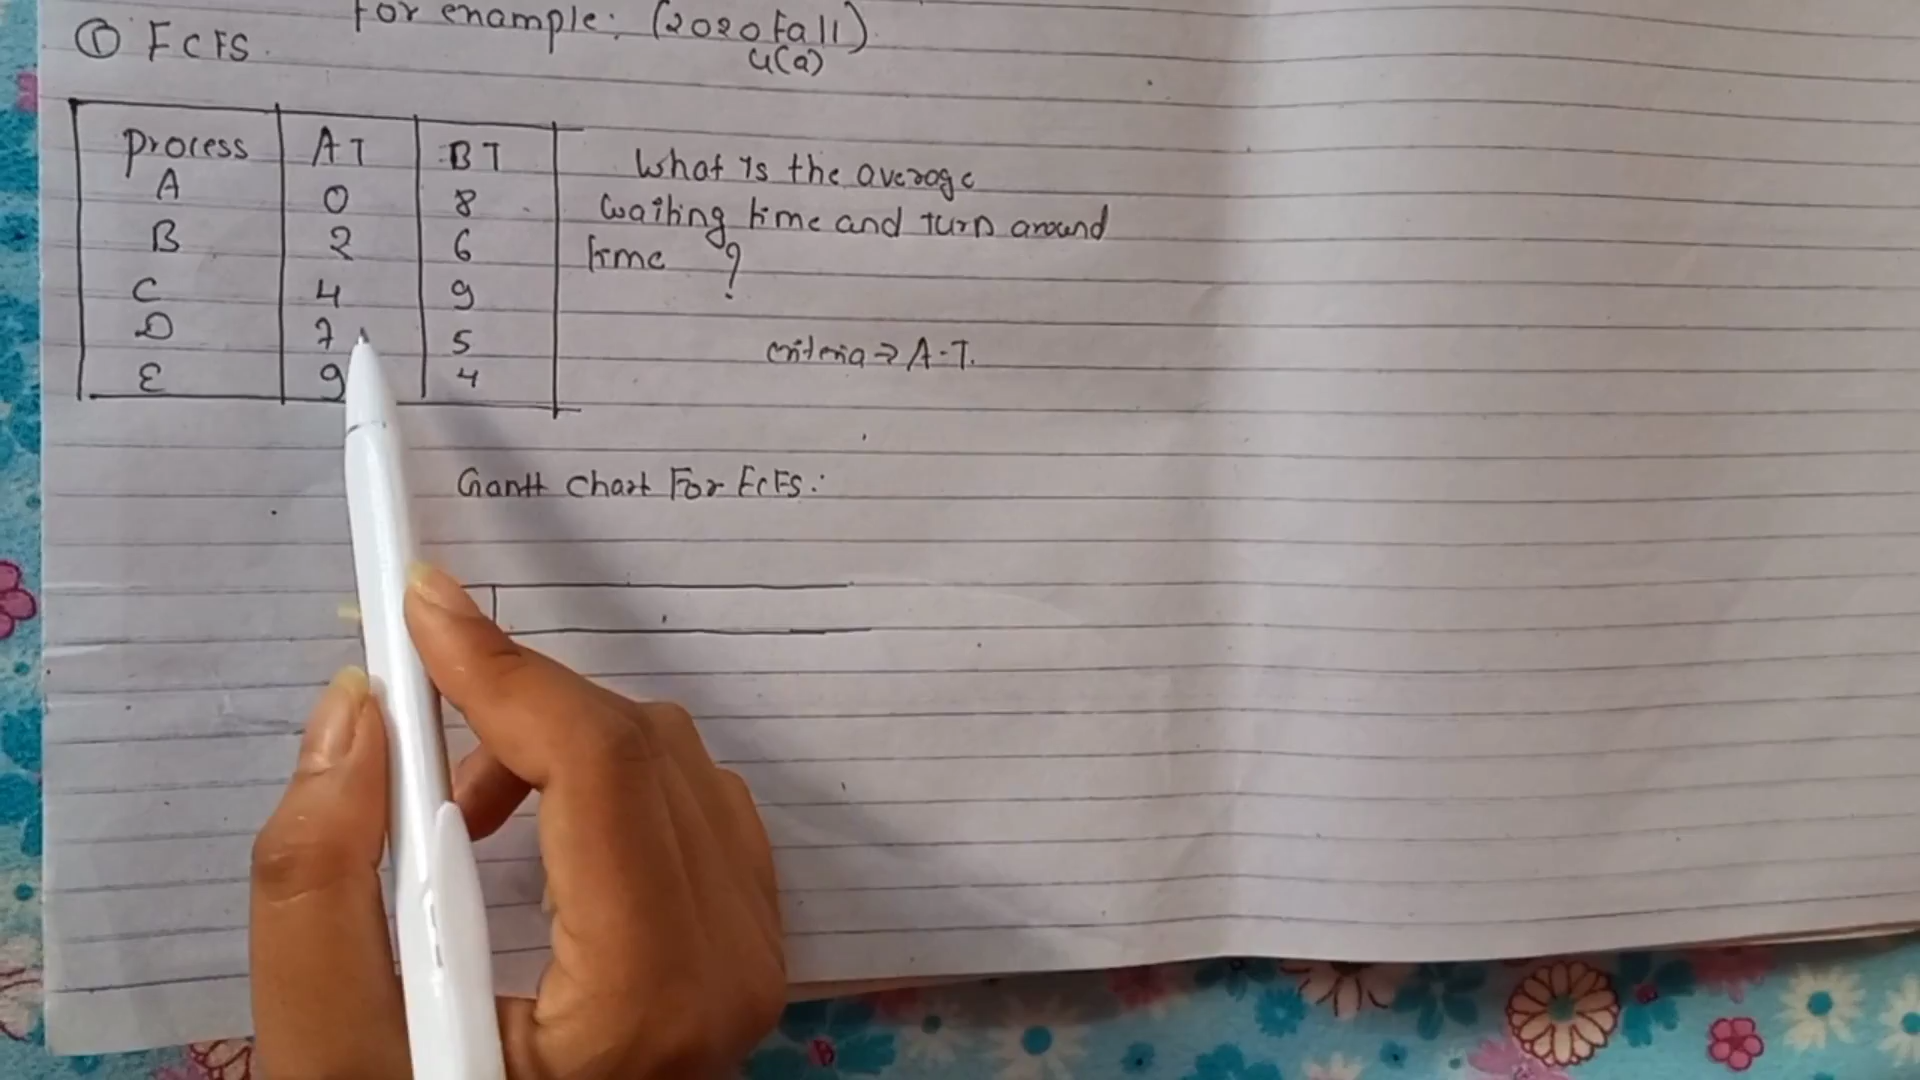 For example: (2020 Fall)
① FCFS. 4(a)
Process AT BT
A 0 8
B 2 6
C 4 9
D 7 5
E 9 4
What is the average
waiting time and turn around
time ?
criteria → A.T.
Gantt chart For FCFS: